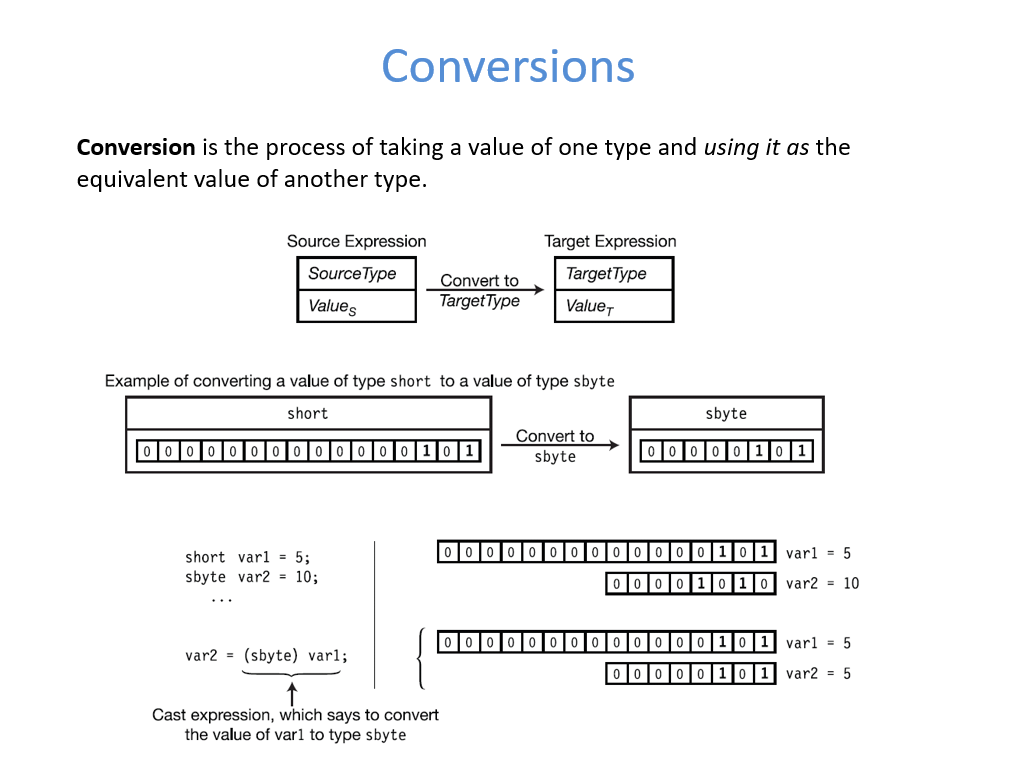 Conversions
Conversion is the process of taking a value of one type and using it as the
equivalent value of another type.
Source Expression
Target Expression
SourceType
Convert to
TargetType
TargetType
ValueS
ValueT
Example of converting a value of type short to a value of type sbyte
short
sbyte
0 0 0 0 0 0 0 0 0 0 0 0 0 1 0 1
Convert to
sbyte
0 0 0 0 0 1 0 1
short var1 = 5;
sbyte var2 = 10;
...
var2 = (sbyte) var1;
Cast expression, which says to convert
the value of var1 to type sbyte
0 0 0 0 0 0 0 0 0 0 0 0 0 1 0 1 var1 = 5
0 0 0 0 1 0 1 0 var2 = 10
0 0 0 0 0 0 0 0 0 0 0 0 0 1 0 1 var1 = 5
0 0 0 0 0 1 0 1 var2 = 5